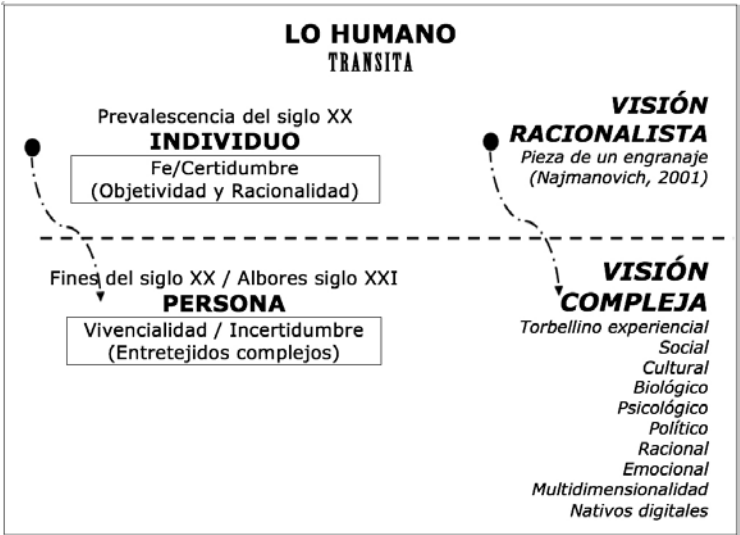 LO HUMANO
TRANSITA
Prevalescencia del siglo XX
INDIVIDUO
Fe/Certidumbre
(Objetividad y Racionalidad)
VISIÓN
RACIONALISTA
Pieza de un engranaje
(Najmanovich, 2001)
Fines del siglo XX / Albores siglo XXI
PERSONA
Vivencialidad / Incertidumbre
(Entretejidos complejos)
VISIÓN
COMPLEJA
Torbellino experiencial
Social
Cultural
Biológico
Psicológico
Político
Racional
Emocional
Multidimensionalidad
Nativos digitales